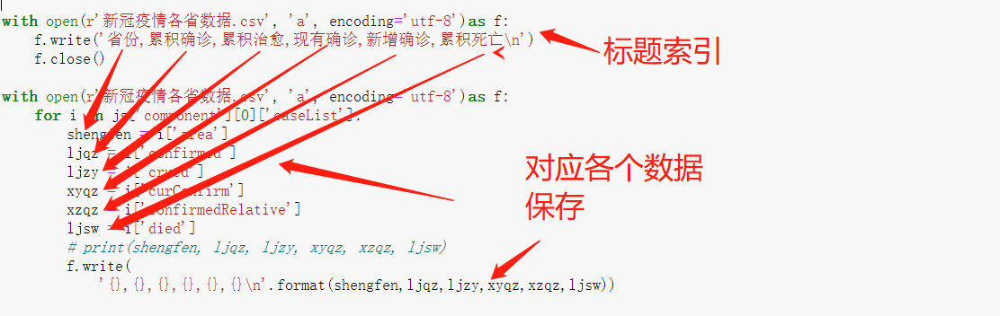 with open(r'新冠疫情各省数据.csv', 'a', encoding='utf-8')as f:
    f.write('省份,累积确诊,累积治愈,现有确诊,新增确诊,累积死亡\n')
    f.close()
标题索引
with open(r'新冠疫情各省数据.csv', 'a', encoding='utf-8')as f:
    for i in js['component'][0]['caseList']:
        shengfen = i['area']
        ljqz = i['confirmed']
        ljzy = i['crued']
        xyqz = i['curConfirm']
        xzqz = i['confirmedRelative']
        ljsw = i['died']
        # print(shengfen, ljqz, ljzy, xyqz, xzqz, ljsw)
        f.write(
            '{},{},{},{},{},{}\n'.format(shengfen,ljqz,ljzy,xyqz,xzqz,ljsw))
对应各个数据
保存